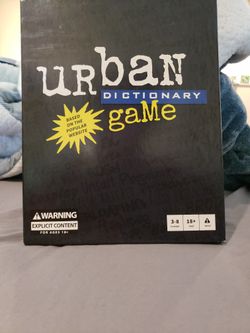 urban
DICTIONARY
game
BASED ON
THE POPULAR
WEBSITE
WARNING
EXPLICIT CONTENT
FOR AGES 18+
3-8
18+